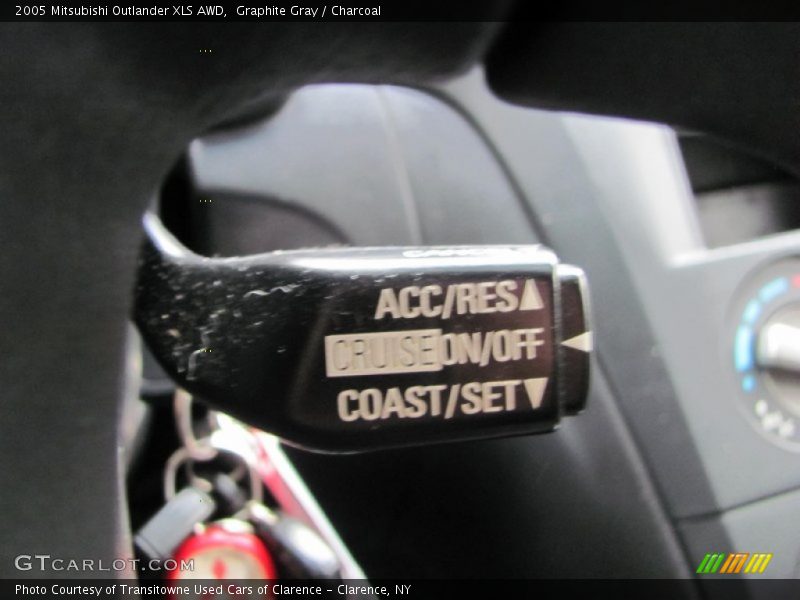 2005 Mitsubishi Outlander XLS AWD,  Graphite Gray / Charcoal
ACC/RES▲
CRUISE ON/OFF
COAST/SET▼
GTCARLOT.COM
Photo Courtesy of Transitowne Used Cars of Clarence – Clarence, NY